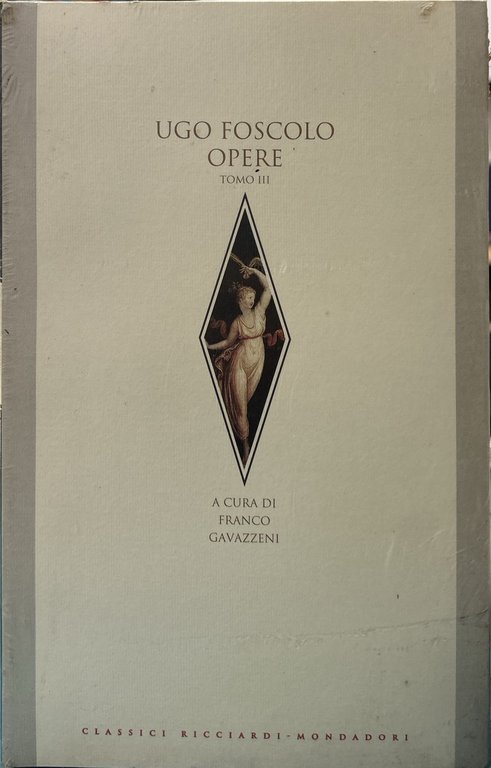 UGO FOSCOLO
OPERE
TOMO III
A CURA DI
FRANCO
GAVAZZENI
CLASSICI RICCIARDI-MONDADORI